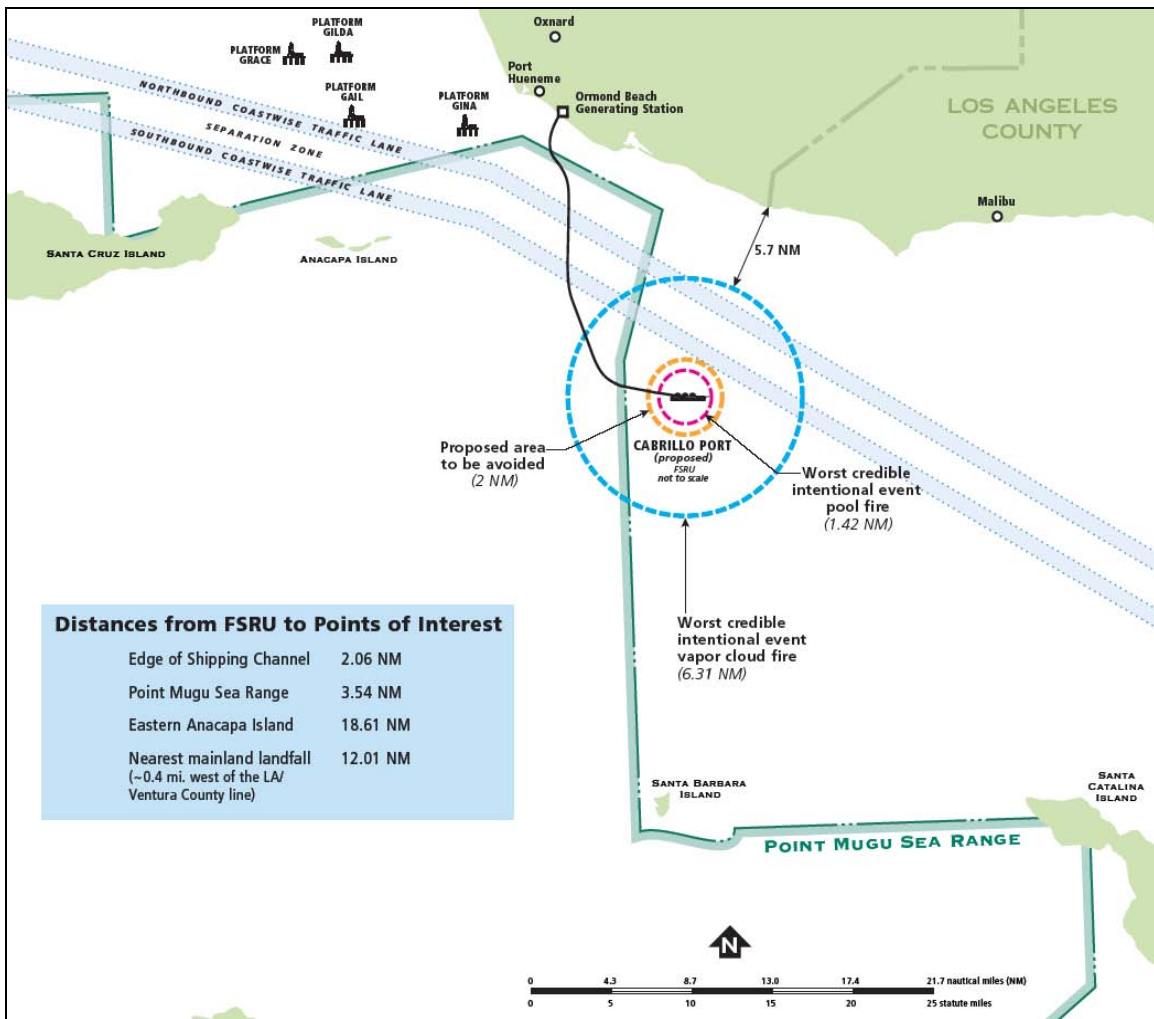 Oxnard
PLATFORM
GILDA
PLATFORM
GRACE
Port
Hueneme
PLATFORM
GAIL
PLATFORM
GINA
Ormond Beach
Generating Station
LOS ANGELES
COUNTY
NORTHBOUND COASTWISE TRAFFIC LANE
SEPARATION ZONE
SOUTHBOUND COASTWISE TRAFFIC LANE
Malibu
SANTA CRUZ ISLAND
ANACAPA ISLAND
5.7 NM
Proposed area
to be avoided
(2 NM)
CABRILLO PORT
(proposed)
FSRU
not to scale
Worst credible
intentional event
pool fire
(1.42 NM)
Worst credible
intentional event
vapor cloud fire
(6.31 NM)
Distances from FSRU to Points of Interest
Edge of Shipping Channel 2.06 NM
Point Mugu Sea Range 3.54 NM
Eastern Anacapa Island 18.61 NM
Nearest mainland landfall 12.01 NM
(~0.4 mi. west of the LA/
Ventura County line)
SANTA BARBARA
ISLAND
SANTA
CATALINA
ISLAND
POINT MUGU SEA RANGE
N
0 4.3 8.7 13.0 17.4 21.7 nautical miles (NM)
0 5 10 15 20 25 statute miles